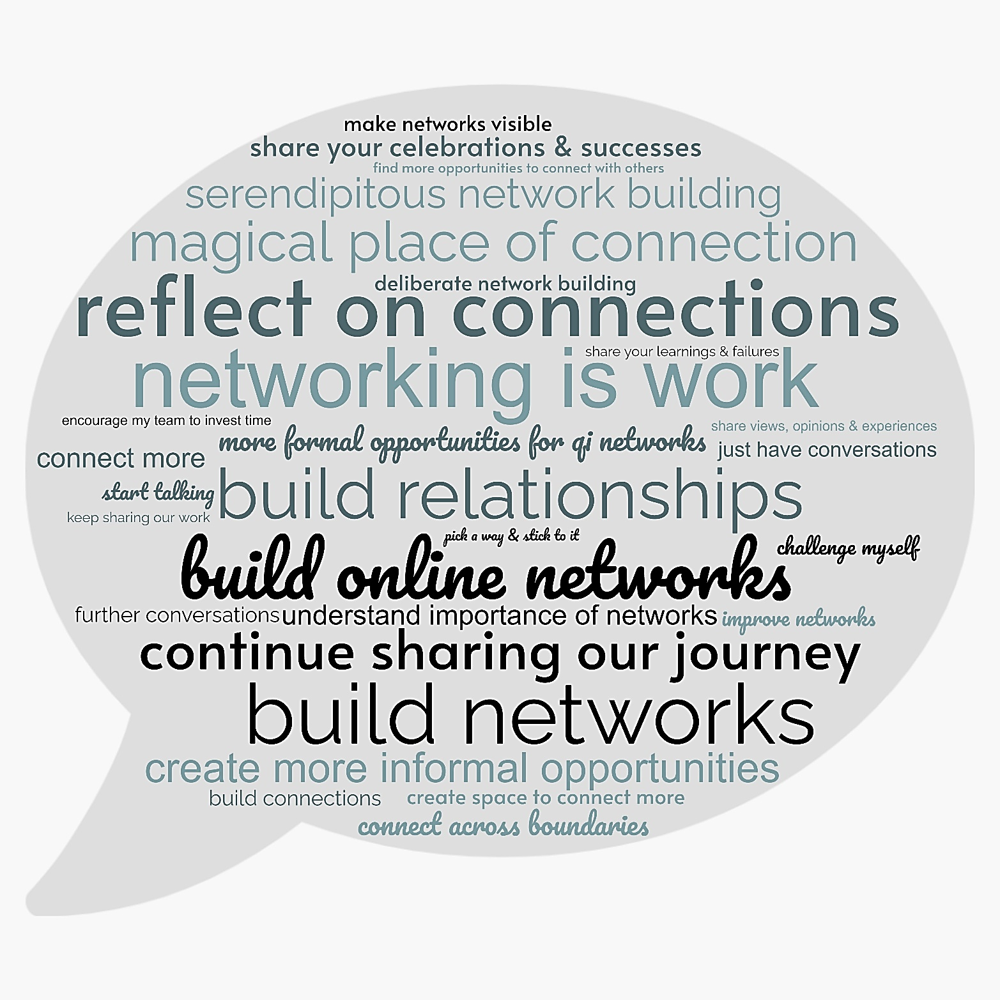 make networks visible
share your celebrations & successes
find more opportunities to connect with others
serendipitous network building
magical place of connection
deliberate network building
reflect on connections
share your learnings & failures
networking is work
encourage my team to invest time
share views, opinions & experiences
more formal opportunities for qi networks
just have conversations
connect more
start talking
build relationships
keep sharing our work
pick a way & stick to it
challenge myself
build online networks
further conversations
understand importance of networks
improve networks
continue sharing our journey
build networks
create more informal opportunities
build connections
create space to connect more
connect across boundaries